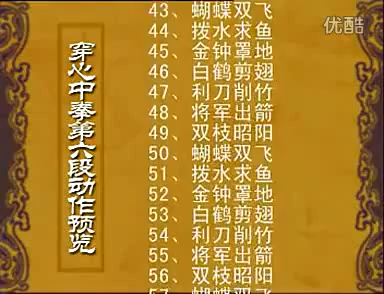 优酷
穿心中拳第六段动作预览
43、蝴蝶双飞
44、拨水求鱼
45、金钟罩地
46、白鹤剪翅
47、利刀削竹
48、将军出箭
49、双枝昭阳
50、蝴蝶双飞
51、拨水求鱼
52、金钟罩地
53、白鹤剪翅
54、利刀削竹
55、将军出箭
56、双枝昭阳